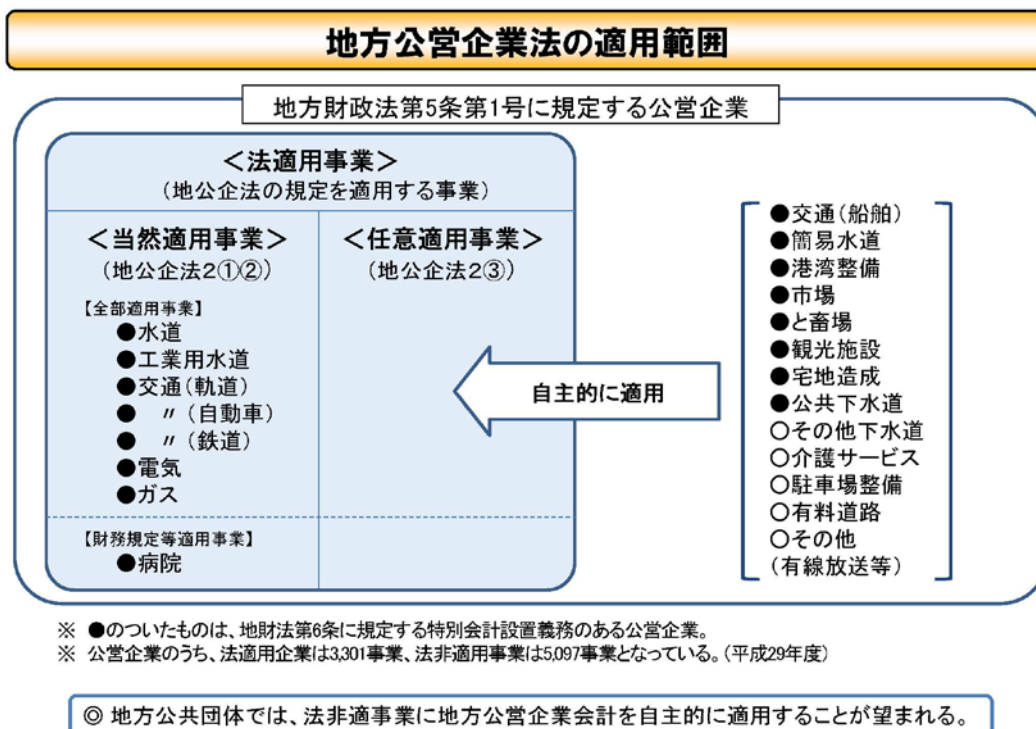 地方公営企業法の適用範囲
地方財政法第5条第1号に規定する公営企業
＜法適用事業＞
（地公企法の規定を適用する事業）
＜当然適用事業＞
（地公企法2①②）
【全部適用事業】
●水道
●工業用水道
●交通（軌道）
●　〃（自動車）
●　〃（鉄道）
●電気
●ガス
【財務規定等適用事業】
●病院
＜任意適用事業＞
（地公企法2③）
自主的に適用
●交通（船舶）
●簡易水道
●港湾整備
●市場
●と畜場
●観光施設
●宅地造成
●公共下水道
○その他下水道
○介護サービス
○駐車場整備
○有料道路
○その他
（有線放送等）
※　●のついたものは、地財法第6条に規定する特別会計設置義務のある公営企業。
※　公営企業のうち、法適用企業は3,301事業、法非適用事業は5,097事業となっている。（平成29年度）
◎ 地方公共団体では、法非適事業に地方公営企業会計を自主的に適用することが望まれる。